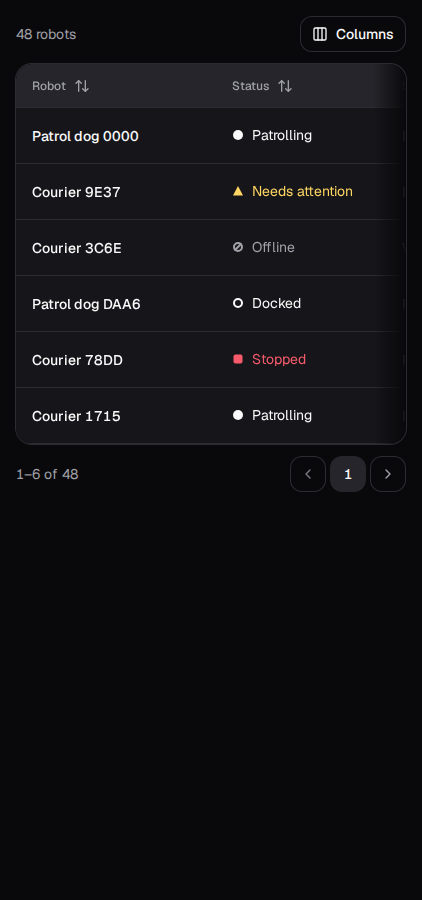 48 robots
Columns
Robot Status
Patrol dog 0000 Patrolling
Courier 9E37 Needs attention
Courier 3C6E Offline
Patrol dog DAA6 Docked
Courier 78DD Stopped
Courier 1715 Patrolling
1–6 of 48
1